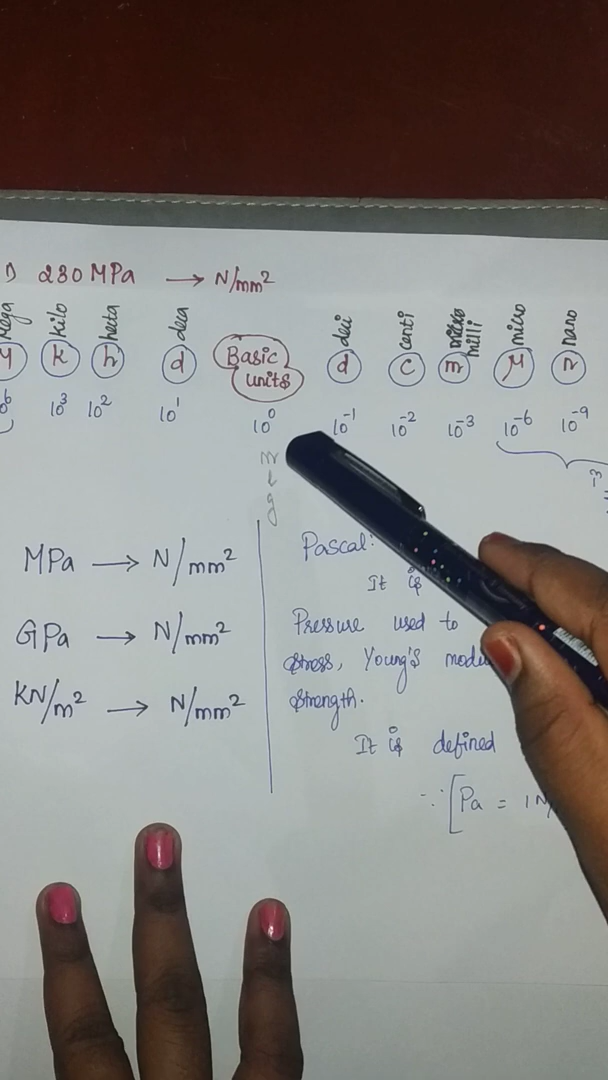 1) 280 MPa → N/mm²
kilo hecta deca deci centi milli micro nano
k h d Basic units d c m μ n
10³ 10² 10¹ 10⁰ 10⁻¹ 10⁻² 10⁻³ 10⁻⁶ 10⁻⁹
m
l
g
MPa → N/mm²
GPa → N/mm²
KN/m² → N/mm²
Pascal:
It is
Pressure used to
stress, Young's
strength.
It is defined
∵ [Pa = 1N/